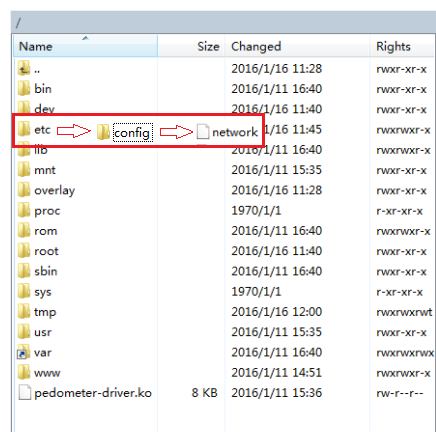 /
Name Size Changed Rights
.. 2016/1/16 11:28 rwxr-xr-x
bin 2016/1/11 16:40 rwxr-xr-x
dev 2016/1/16 11:40 rwxr-xr-x
etc config network /1/16 11:45 rwxrwxr-x
lib 2016/1/11 16:40 rwxrwxr-x
mnt 2016/1/11 15:35 rwxr-xr-x
overlay 2016/1/16 11:28 rwxr-xr-x
proc 1970/1/1 r-xr-xr-x
rom 2016/1/11 16:40 rwxrwxr-x
root 2016/1/16 11:40 rwxr-xr-x
sbin 2016/1/11 16:40 rwxr-xr-x
sys 1970/1/1 r-xr-xr-x
tmp 2016/1/16 12:00 rwxrwxrwt
usr 2016/1/11 15:35 rwxr-xr-x
var 2016/1/11 16:40 rwxrwxrwx
www 2016/1/11 14:51 rwxrwxr-x
pedometer-driver.ko 8 KB 2016/1/11 15:36 rw-r--r--